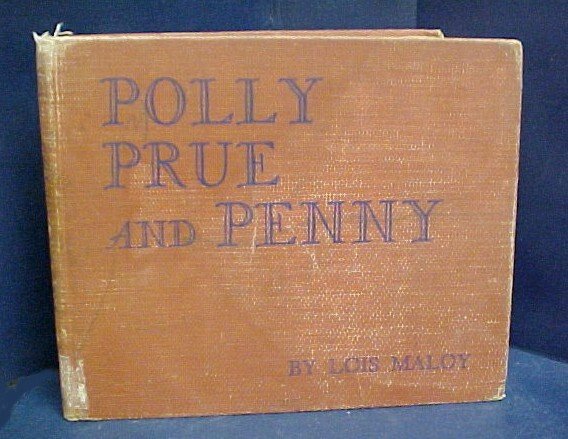 POLLY
PRUE
AND PENNY
BY LOIS MALOY